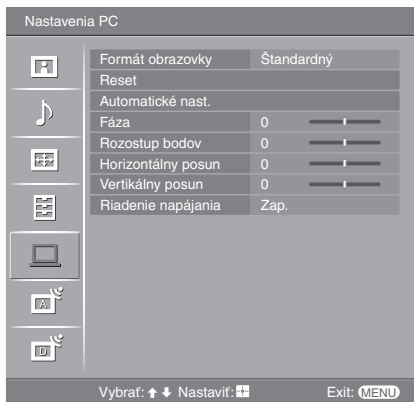 Nastavenia PC
Formát obrazovky Štandardný
Reset
Automatické nast.
Fáza 0
Rozostup bodov 0
Horizontálny posun 0
Vertikálny posun 0
Riadenie napájania Zap.
A
D
Vybrať: Nastaviť: Exit: MENU